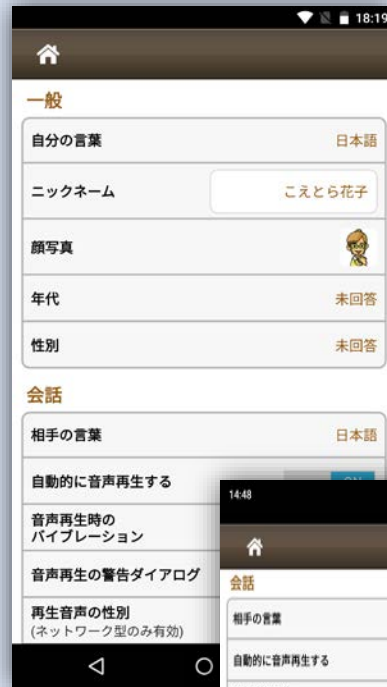 18:19
一般
自分の言葉 日本語
ニックネーム こえとら花子
顔写真
年代 未回答
性別 未回答
会話
相手の言葉 日本語
自動的に音声再生する
音声再生時の
バイブレーション
音声再生の警告ダイアログ
再生音声の性別
(ネットワーク型のみ有効)
14:48
会話
相手の言葉
自動的に音声再生する